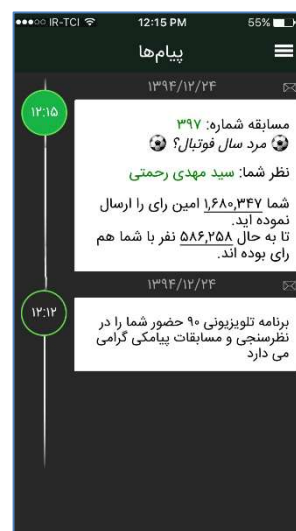 IR-TCI 12:15 PM 55%
پیام‌ها
۱۳۹۴/۱۲/۲۴
۱۲:۱۵
مسابقه شماره: ۳۹۷
⚽ مرد سال فوتبال؟ ⚽
نظر شما: سید مهدی رحمتی
شما ۱,۶۸۰,۳۴۷ امین رای را ارسال
نموده اید.
تا به حال ۵۸۶,۲۵۸ نفر با شما هم
رای بوده اند.
۱۳۹۴/۱۲/۲۴
۱۲:۱۲
برنامه تلویزیونی ۹۰ حضور شما را در
نظرسنجی و مسابقات پیامکی گرامی
می دارد